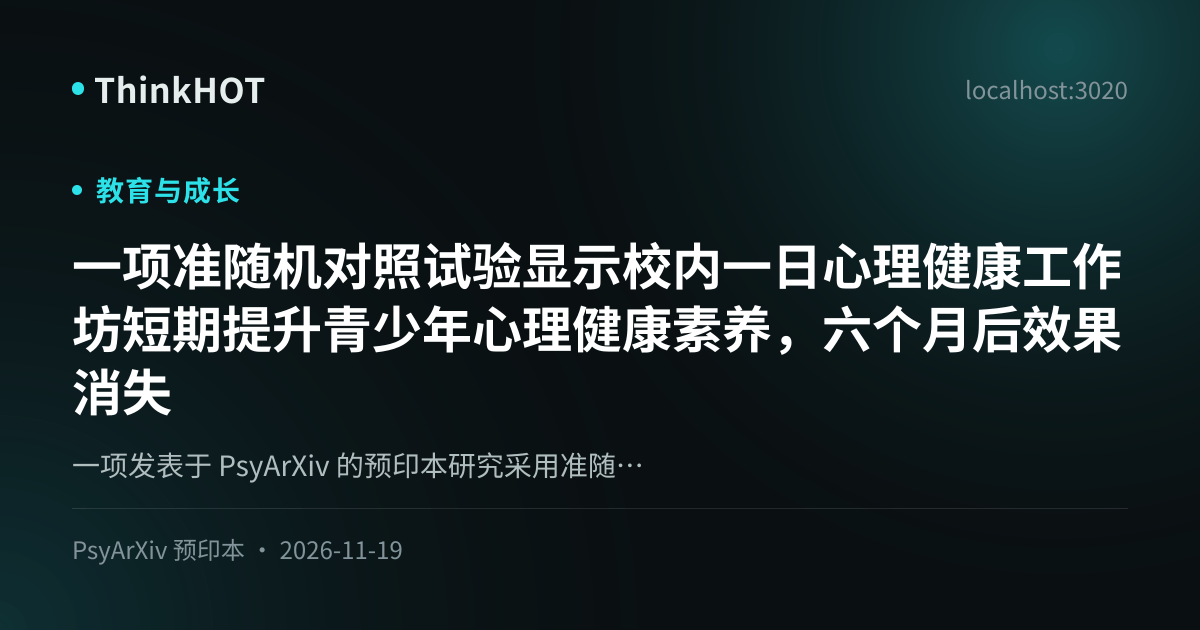 ThinkHOT
localhost:3020
教育与成长
一项准随机对照试验显示校内一日心理健康工作
坊短期提升青少年心理健康素养，六个月后效果
消失
一项发表于 PsyArXiv 的预印本研究采用准随…
PsyArXiv 预印本 · 2026-11-19